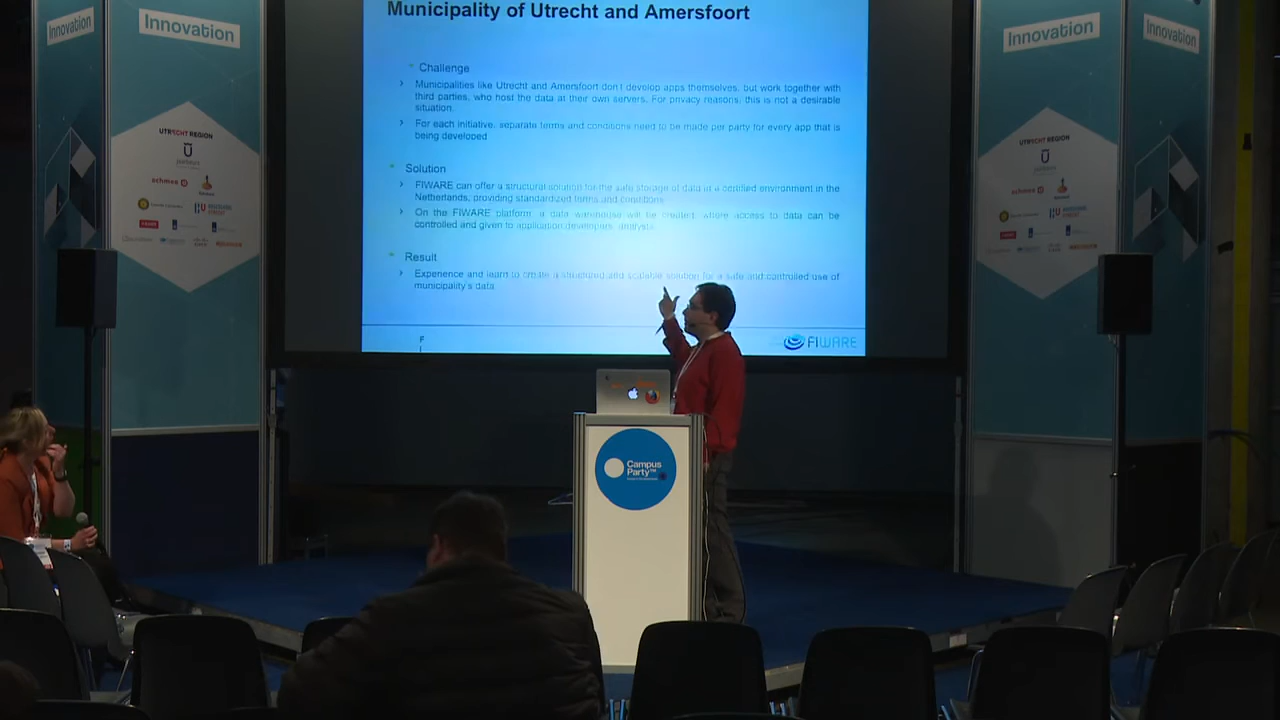 Municipality of Utrecht and Amersfoort
Challenge
Municipalities like Utrecht and Amersfoort don't develop apps themselves, but work together with
third parties, who host the data at their own servers. For privacy reasons, this is not a desirable
situation.
For each initiative, separate terms and conditions need to be made per party for every app that is
being developed
Solution
FIWARE can offer a structural solution for the safe storage of data in a certified environment in the
Netherlands, providing standardized terms and conditions
On the FIWARE platform a data warehouse will be created, where access to data can be
controlled and given to application developers, analysts
Result
Experience and learn to create a structured and scalable solution for a safe and controlled use of
municipality's data
F
FIWARE
Innovation
Innovation
Innovation
Innovation
UTRECHT REGION
UTRECHT REGION
achmea
achmea
Campus
Party™